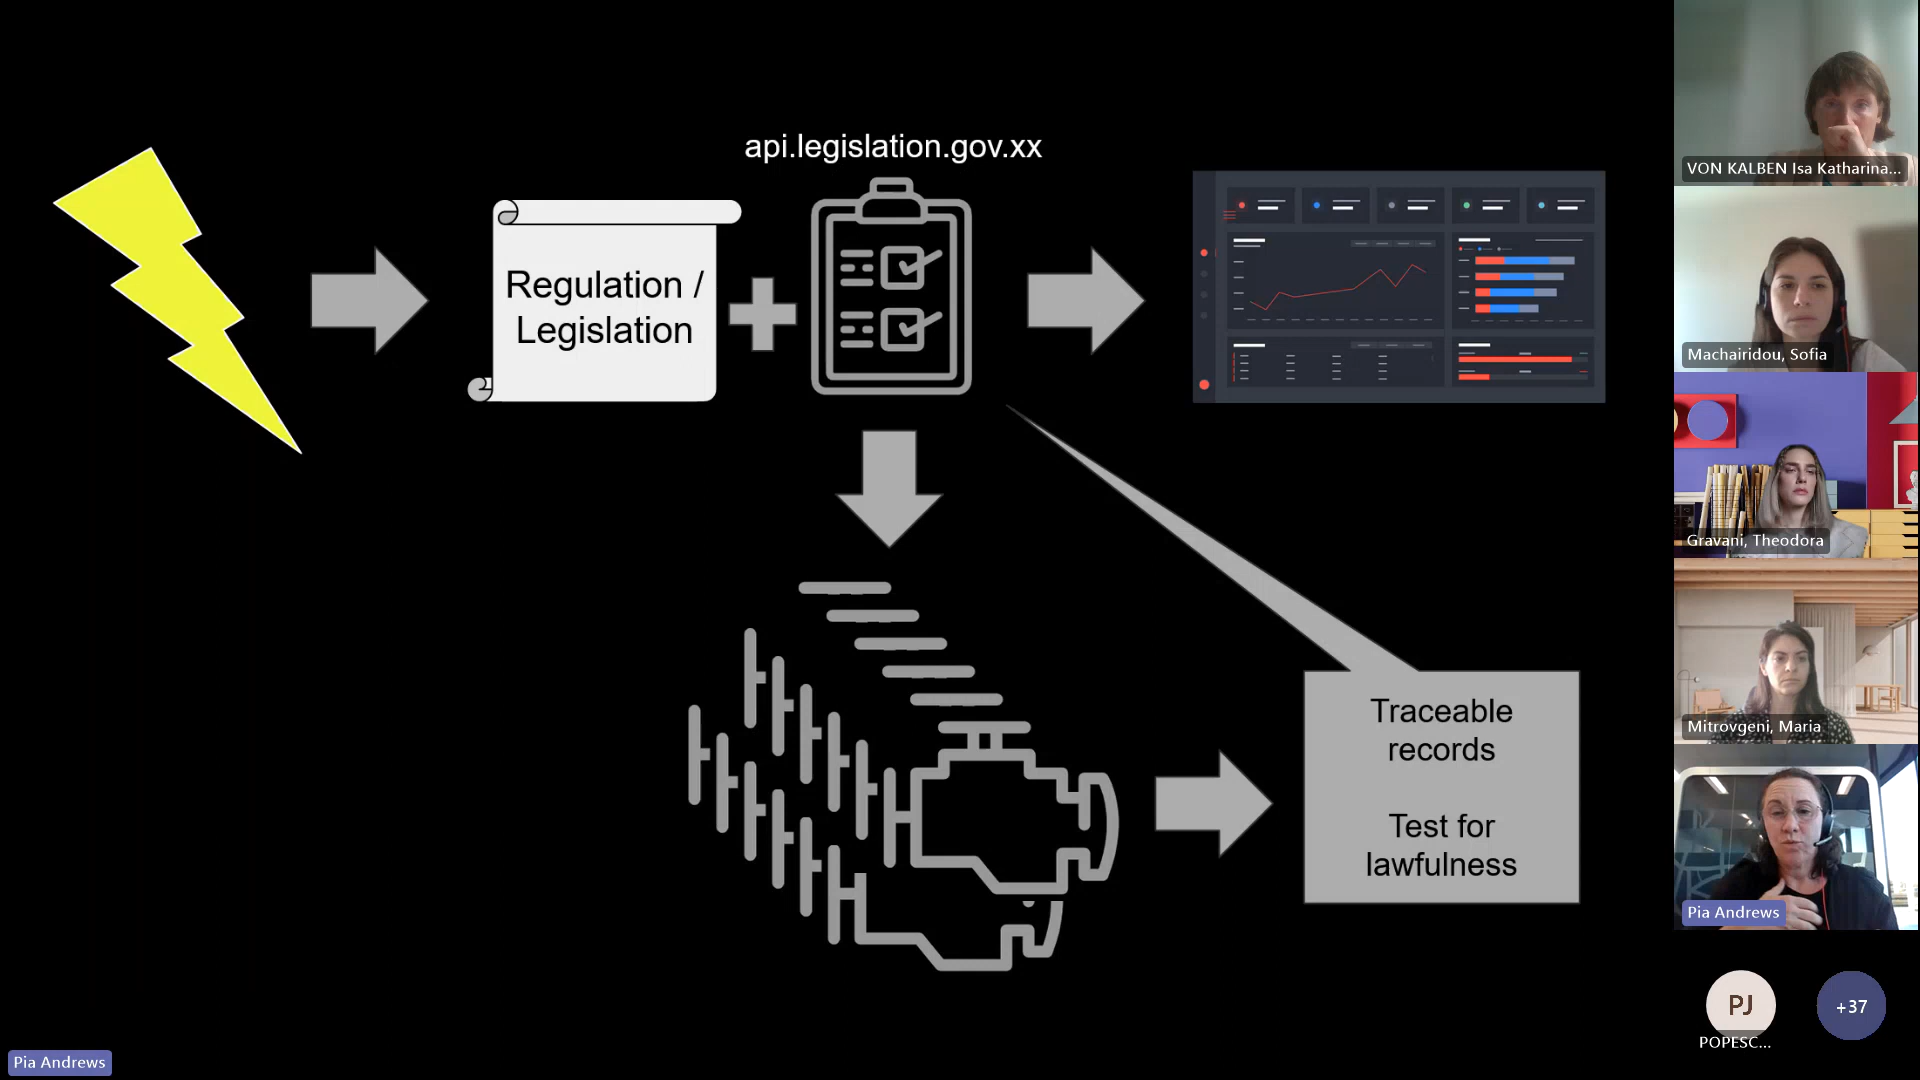 api.legislation.gov.xx
Regulation /
Legislation
Traceable
records
Test for
lawfulness
VON KALBEN Isa Katharina...
Machairidou, Sofia
Gravani, Theodora
Mitrovgeni, Maria
Pia Andrews
PJ
+37
POPESC...
Pia Andrews